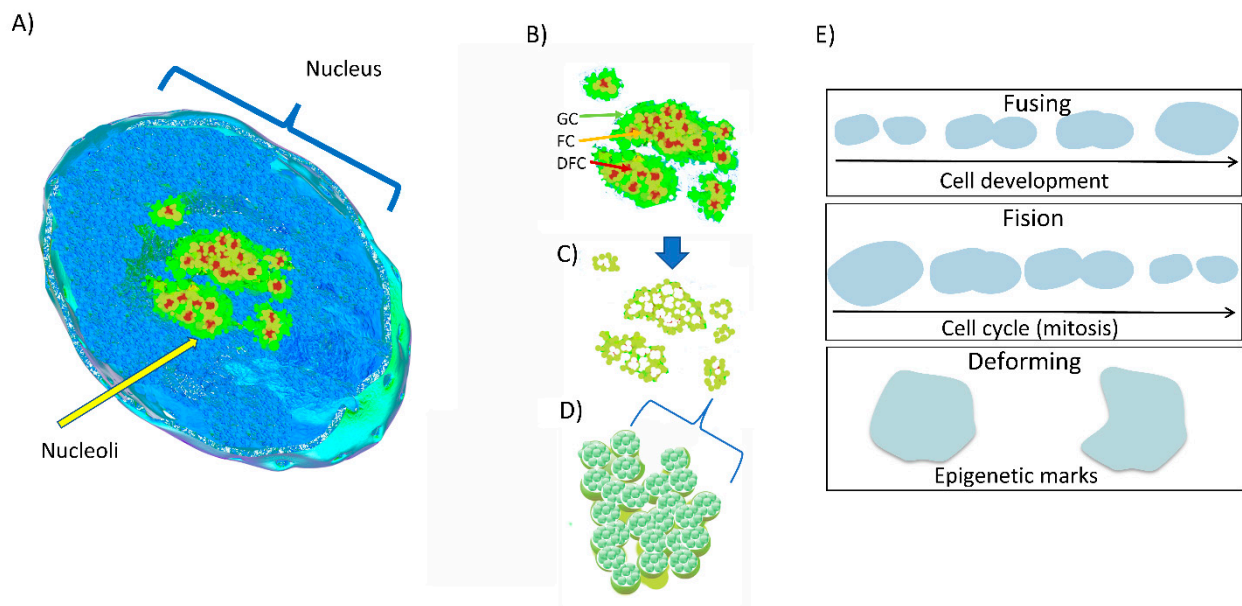 A)
Nucleus
Nucleoli
B)
GC
FC
DFC
C)
D)
E)
Fusing
Cell development
Fision
Cell cycle (mitosis)
Deforming
Epigenetic marks